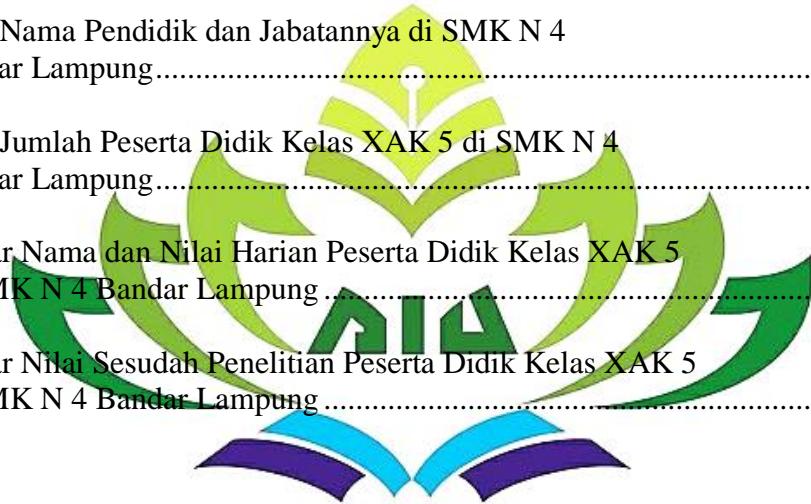 Nama Pendidik dan Jabatannya di SMK N 4
ar Lampung............................................................................
Jumlah Peserta Didik Kelas XAK 5 di SMK N 4
ar Lampung............................................................................
r Nama dan Nilai Harian Peserta Didik Kelas XAK 5
MK N 4 Bandar Lampung ....................................................
r Nilai Sesudah Penelitian Peserta Didik Kelas XAK 5
MK N 4 Bandar Lampung ....................................................